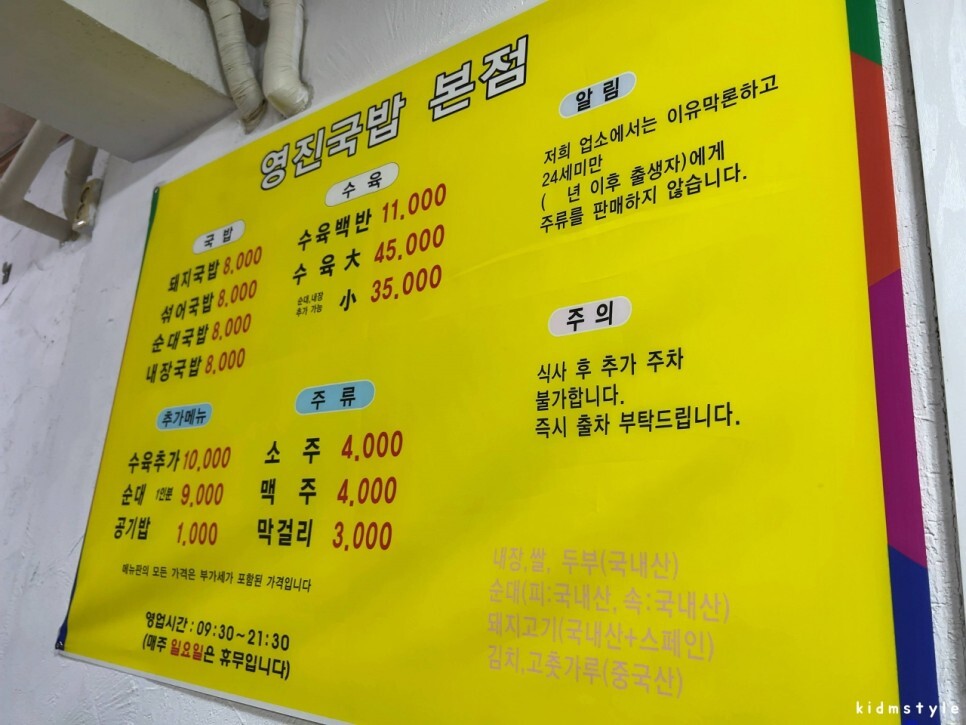 영진국밥 본점
국밥
돼지국밥 8,000
섞어국밥 8,000
순대국밥 8,000
내장국밥 8,000
수육
수육백반 11,000
수육 大 45,000
순대,내장
추가 가능
小 35,000
추가메뉴
수육추가 10,000
순대 1인분 9,000
공기밥 1,000
주류
소주 4,000
맥주 4,000
막걸리 3,000
메뉴판의 모든 가격은 부가세가 포함된 가격입니다
영업시간 : 09:30~21:30
(매주 일요일은 휴무입니다)
알림
저희 업소에서는 이유막론하고
24세미만
( 년 이후 출생자)에게
주류를 판매하지 않습니다.
주의
식사 후 추가 주차
불가합니다.
즉시 출차 부탁드립니다.
내장,쌀, 두부(국내산)
순대(피:국내산, 속:국내산)
돼지고기(국내산+스페인)
김치,고춧가루(중국산)
kidmstyle